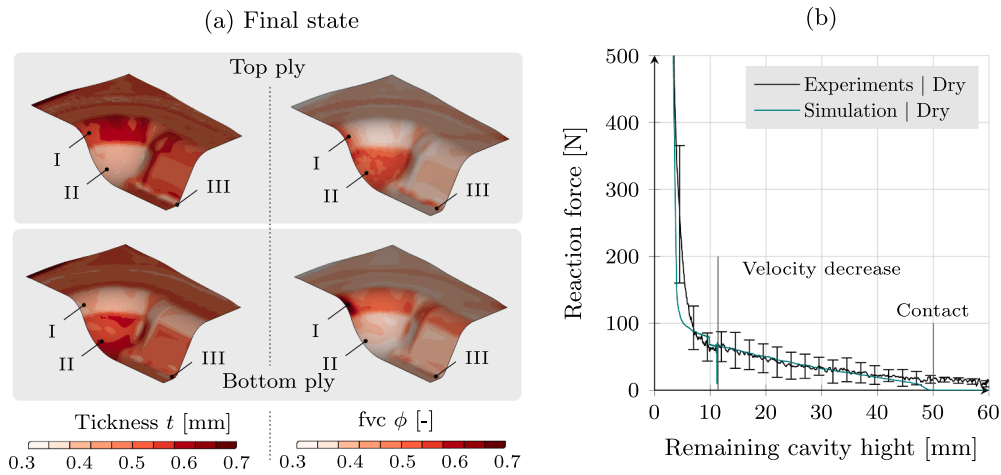 (a) Final state
Top ply
I
II
III
I
II
III
I
II
III
I
II
III
Bottom ply
Tickness t [mm]
0.3 0.4 0.5 0.6 0.7
fvc ϕ [-]
0.3 0.4 0.5 0.6 0.7
(b)
Reaction force [N]
500
400
300
200
100
0
Experiments | Dry
Simulation | Dry
Velocity decrease
Contact
0 10 20 30 40 50 60
Remaining cavity hight [mm]